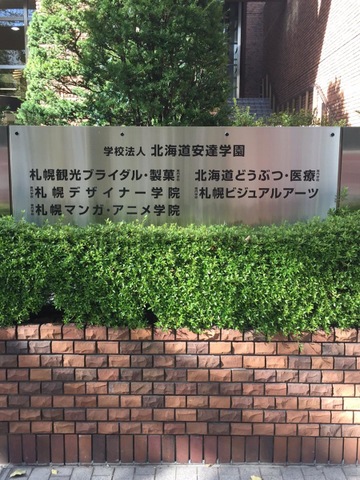 学校法人 北海道安達学園
札幌観光ブライダル・製菓 北海道どうぶつ・医療
札幌デザイナー学院 札幌ビジュアルアーツ
札幌マンガ・アニメ学院